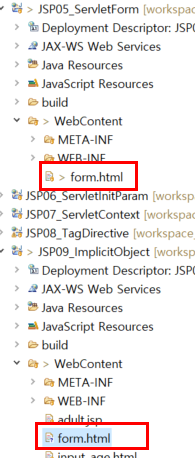 > JSP05_ServletForm [workspac
> Deployment Descriptor: JSP
> JAX-WS Web Services
> Java Resources
> JavaScript Resources
> build
> WebContent
> META-INF
> WEB-INF
> form.html
JSP06_ServletInitParam [workspa
JSP07_ServletContext [workspac
JSP08_TagDirective [workspace_
> JSP09_ImplicitObject [workspac
> Deployment Descriptor: JSP0
> JAX-WS Web Services
> Java Resources
> JavaScript Resources
> build
> WebContent
> META-INF
> WEB-INF
adult.jsp
form.html
input_age.html